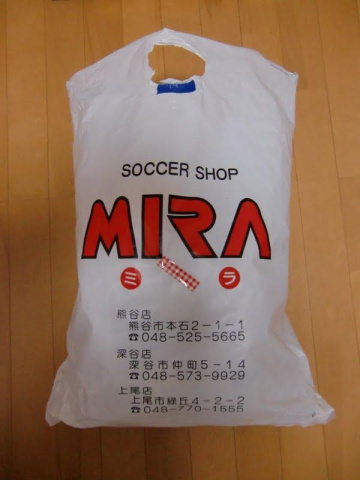 SOCCER SHOP
MIRA
ミ ラ
熊谷店
熊谷市本石2-1-1
☎048-525-5665
深谷店
深谷市仲町5-14
☎048-573-9929
上尾店
上尾市緑丘4-2-2
☎048-770-1555